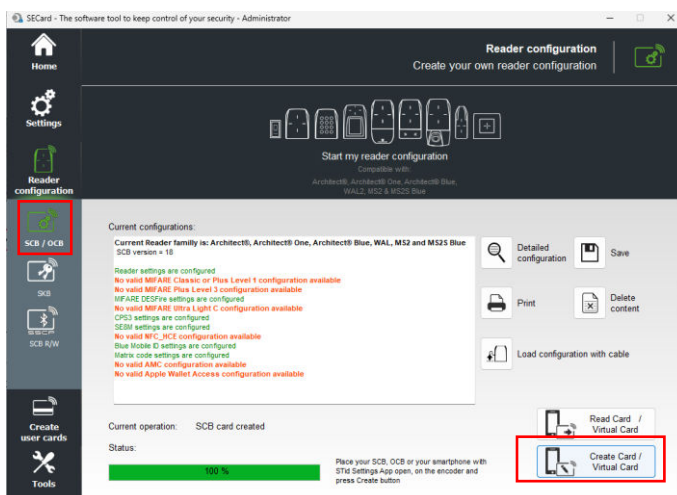 SECard - The software tool to keep control of your security - Administrator
Home
Reader configuration
Create your own reader configuration
Settings
Reader
configuration
Start my reader configuration
Compatible with:
Architect®, Architect® One, Architect® Blue,
WAL2, MS2 & MS2S Blue
SCB / OCB
SKB
SSCP
SCB R/W
Create
user cards
Tools
Current configurations:
Current Reader familly is: Architect®, Architect® One, Architect® Blue, WAL, MS2 and MS2S Blue
SCB version = 18
Reader settings are configured
No valid MIFARE Classic or Plus Level 1 configuration available
No valid MIFARE Plus Level 3 configuration available
MIFARE DESFire settings are configured
No valid MIFARE Ultra Light C configuration available
CPS3 settings are configured
SE8M settings are configured
No valid NFC_HCE configuration available
Blue Mobile ID settings are configured
Matrix code settings are configured
No valid AMC configuration available
No valid Apple Wallet Access configuration available
Detailed
configuration
Save
Print
Delete
content
Load configuration with cable
Current operation: SCB card created
Status:
100 %
Place your SCB, OCB or your smartphone with
STid Settings App open, on the encoder and
press Create button
Read Card /
Virtual Card
Create Card /
Virtual Card